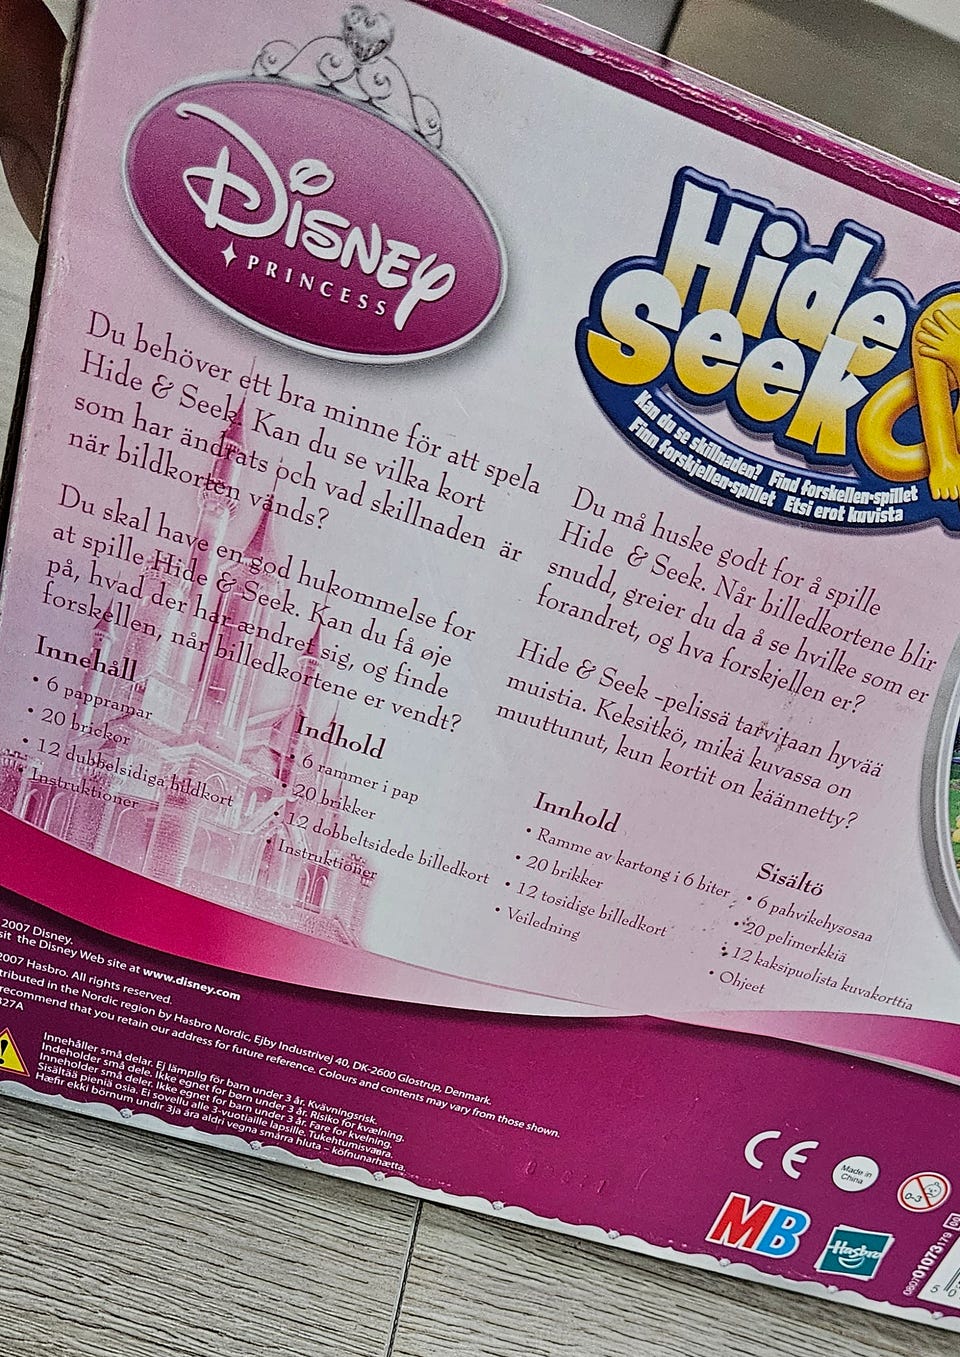 DISNEY
PRINCESS
Hide &
Seek
Kan du se skillnaden? Find forskellen-spillet
Finn forskjellen-spillet Etsi erot kuvista
Du behöver ett bra minne för att spela
Hide & Seek. Kan du se vilka kort
som har ändrats och vad skillnaden är
när bildkorten vänds?
Du skal have en god hukommelse for
at spille Hide & Seek. Kan du få øje
på, hvad der har ændret sig, og finde
forskellen, når billedkortene er vendt?
Du må huske godt for å spille
Hide & Seek. Når billedkortene blir
snudd, greier du da å se hvilke som er
forandret, og hva forskjellen er?
Hide & Seek –pelissä tarvitaan hyvää
muistia. Keksitkö, mikä kuvassa on
muuttunut, kun kortit on käännetty?
Innehåll
• 6 pappramar
• 20 brickor
• 12 dubbelsidiga bildkort
• Instruktioner
Indhold
• 6 rammer i pap
• 20 brikker
• 12 dobbeltsidede billedkort
• Instruktioner
Innhold
• Ramme av kartong i 6 biter
• 20 brikker
• 12 tosidige billedkort
• Veiledning
Sisältö
• 6 pahvikehysosaa
• 20 pelimerkkiä
• 12 kaksipuolista kuvakorttia
• Ohjeet
2007 Disney.
sit the Disney Web site at www.disney.com
2007 Hasbro. All rights reserved.
tributed in the Nordic region by Hasbro Nordic, Ejby Industrivej 40, DK-2600 Glostrup, Denmark.
recommend that you retain our address for future reference. Colours and contents may vary from those shown.
27A
Innehåller små delar. Ej lämplig för barn under 3 år. Kvävningsrisk.
Indeholder små dele. Ikke egnet for børn under 3 år. Risiko for kvælning.
Inneholder små deler. Ikke egnet for barn under 3 år. Fare for kvelning.
Sisältää pieniä osia. Ei sovellu alle 3-vuotiaille lapsille. Tukehtumisvaara.
Hæfir ekki börnum undir 3ja ára aldri vegna smárra hluta – köfnunarhætta.
CE
Made in
China
0-3
MB
Hasbro
080701073179 00
5 0